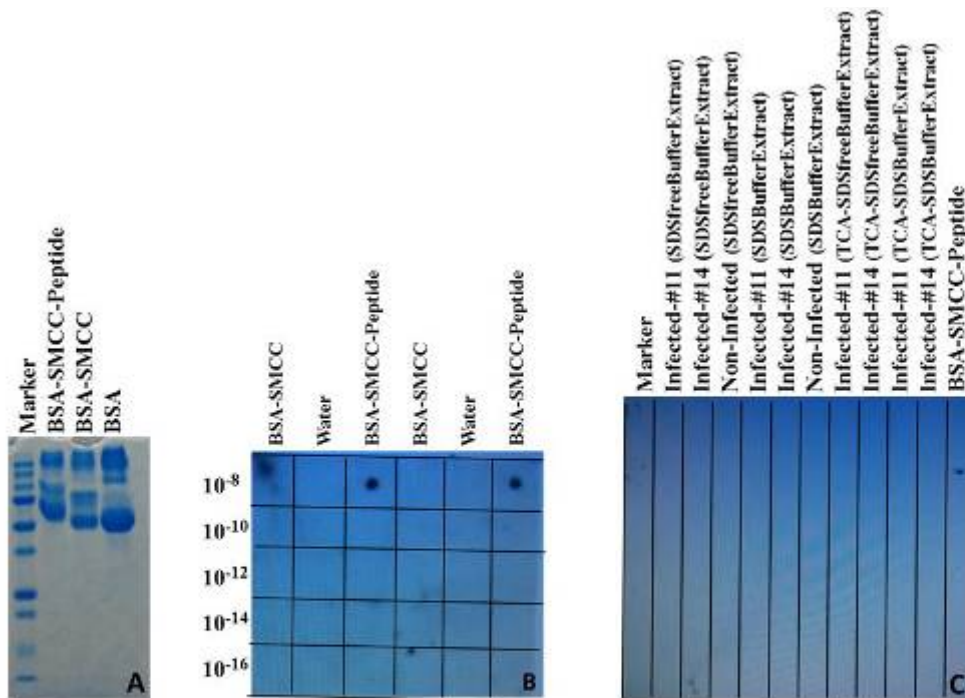 Marker
BSA-SMCC-Peptide
BSA-SMCC
BSA
A
BSA-SMCC
Water
BSA-SMCC-Peptide
BSA-SMCC
Water
BSA-SMCC-Peptide
10-8
10-10
10-12
10-14
10-16
B
Marker
Infected-#11 (SDSfreeBufferExtract)
Infected-#14 (SDSfreeBufferExtract)
Non-Infected (SDSfreeBufferExtract)
Infected-#11 (SDSBufferExtract)
Infected-#14 (SDSBufferExtract)
Non-Infected (SDSBufferExtract)
Infected-#11 (TCA-SDSfreeBufferExtract)
Infected-#14 (TCA-SDSfreeBufferExtract)
Infected-#11 (TCA-SDSBufferExtract)
Infected-#14 (TCA-SDSBufferExtract)
BSA-SMCC-Peptide
C